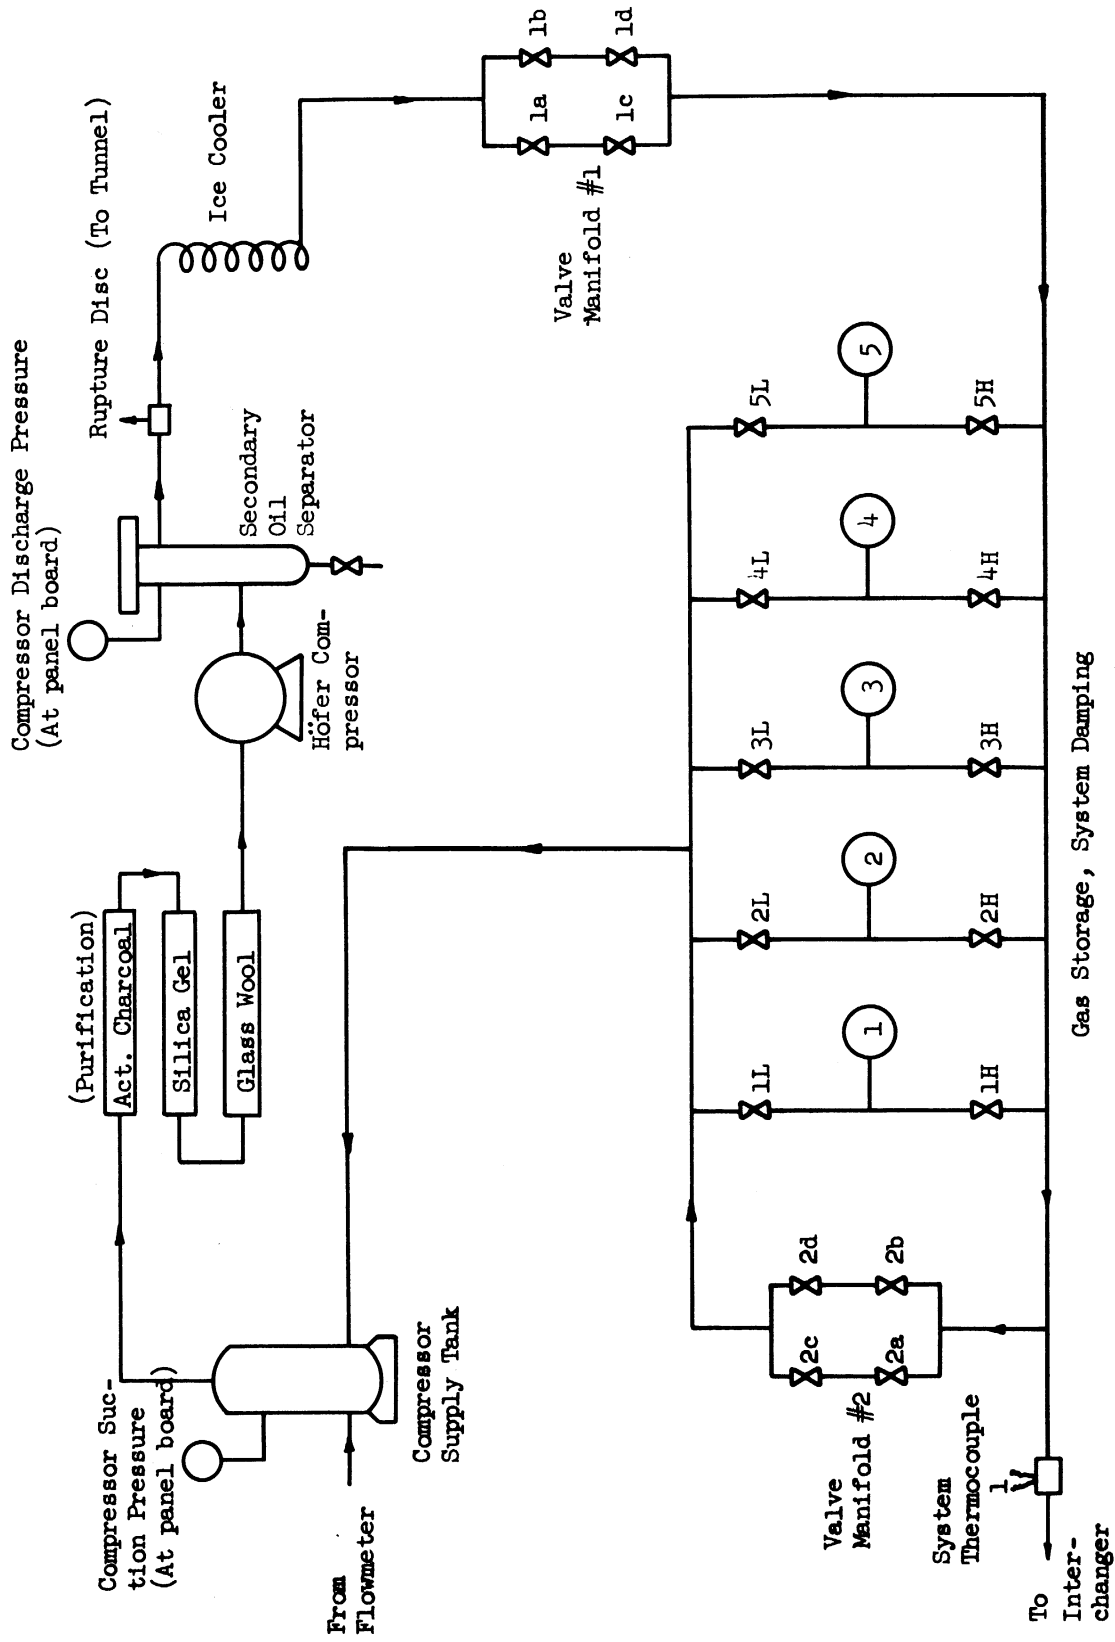 Compressor Discharge Pressure
(At panel board)
Rupture Disc (To Tunnel)
Ice Cooler
Secondary
Oil
Separator
Höfer Com-
pressor
(Purification)
Act. Charcoal
Silica Gel
Glass Wool
Compressor Suc-
tion Pressure
(At panel board)
From
Flowmeter
Compressor
Supply Tank
1a
1b
1c
1d
Valve
Manifold #1
1L
2L
3L
4L
5L
1
2
3
4
5
1H
2H
3H
4H
5H
2c
2d
2a
2b
Valve
Manifold #2
System
Thermocouple
1
To
Inter-
changer
Gas Storage, System Damping